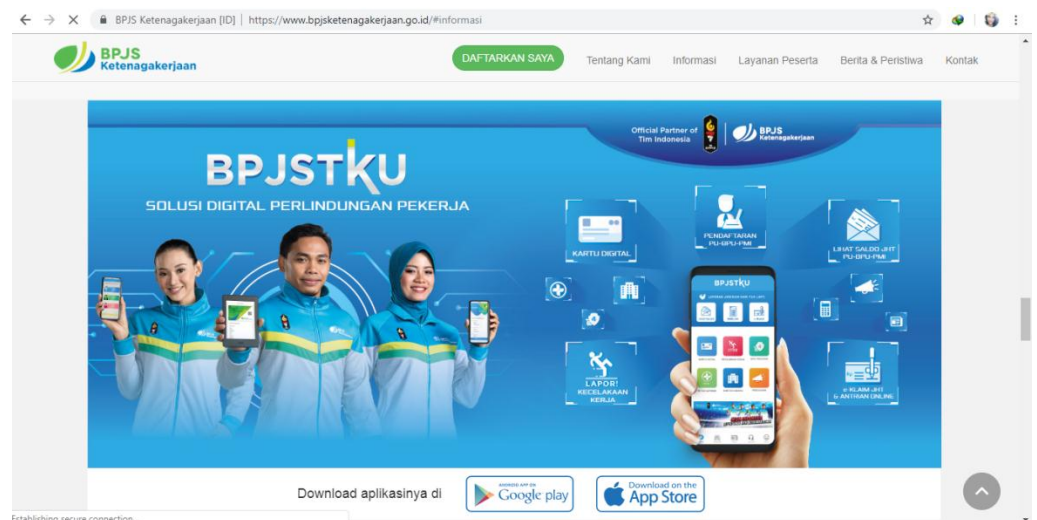 BPJS Ketenagakerjaan [ID] | https://www.bpjsketenagakerjaan.go.id/#informasi
BPJS
Ketenagakerjaan
DAFTARKAN SAYA
Tentang Kami
Informasi
Layanan Peserta
Berita & Peristiwa
Kontak
Official Partner of
Tim Indonesia
BPJS
Ketenagakerjaan
BPJSTKU
SOLUSI DIGITAL PERLINDUNGAN PEKERJA
KARTU DIGITAL
PENDAFTARAN
PU-BPU-PMI
LIHAT SALDO JHT
PU-BPU-PMI
BPJSTKU
LAPOR!
KECELAKAAN
KERJA
e-KLAIM JHT
& ANTRIAN ONLINE
Download aplikasinya di
ANDROID APP ON
Google play
Download on the
App Store
Establishing secure connection...